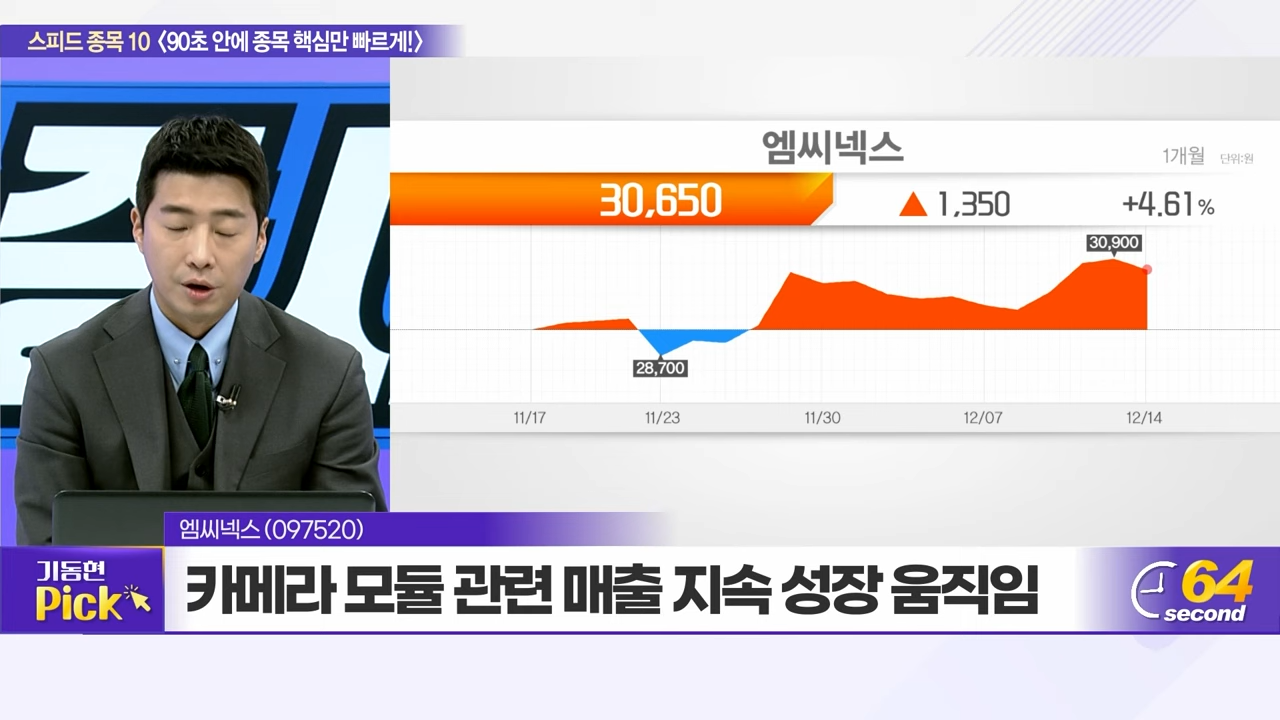 스피드 종목 10 <90초 안에 종목 핵심만 빠르게!>
엠씨넥스
1개월 단위:원
30,650 ▲ 1,350 +4.61%
30,900
28,700
11/17 11/23 11/30 12/07 12/14
엠씨넥스 (097520)
기동현
Pick
카메라 모듈 관련 매출 지속 성장 움직임
64
second